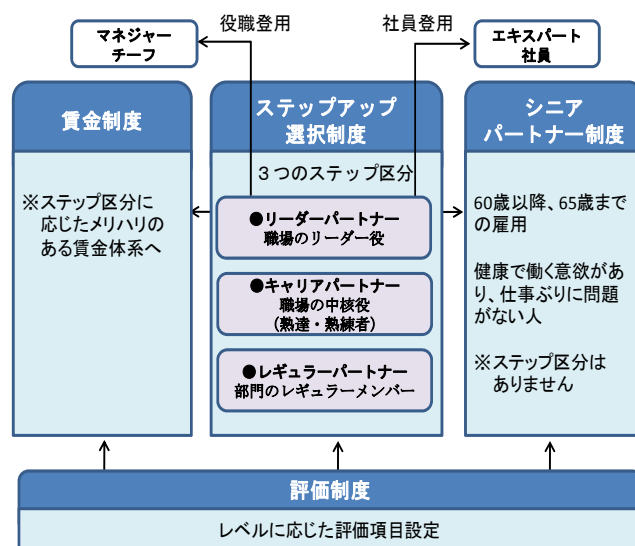 役職登用
社員登用
マネジャー
チーフ
エキスパート
社員
賃金制度
※ステップ区分に
応じたメリハリの
ある賃金体系へ
ステップアップ
選択制度
３つのステップ区分
●リーダーパートナー
職場のリーダー役
●キャリアパートナー
職場の中核役
(熟達・熟練者)
●レギュラーパートナー
部門のレギュラーメンバー
シニア
パートナー制度
60歳以降、65歳まで
の雇用
健康で働く意欲があ
り、仕事ぶりに問題
がない人
※ステップ区分は
ありません
評価制度
レベルに応じた評価項目設定